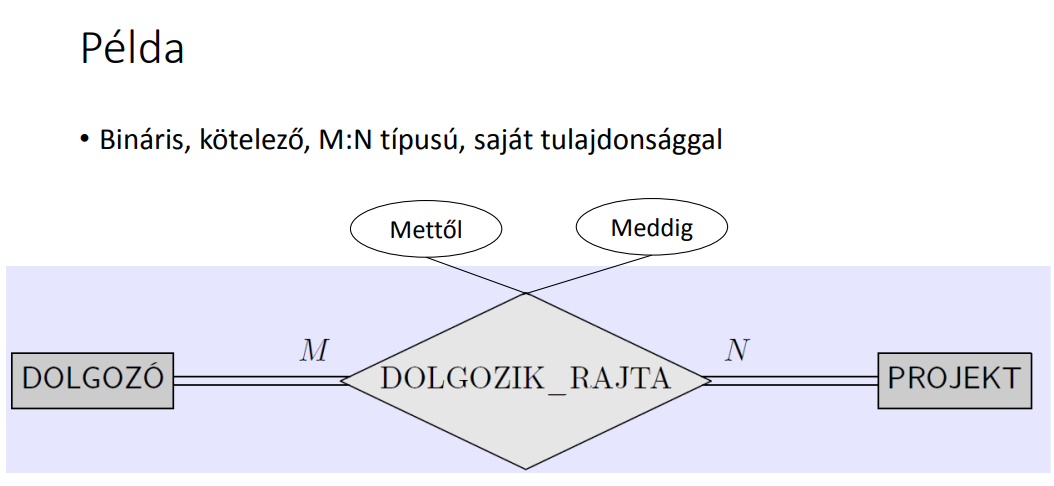 Példa
• Bináris, kötelező, M:N típusú, saját tulajdonsággal
Mettől
Meddig
M
N
DOLGOZÓ
DOLGOZIK_RAJTA
PROJEKT